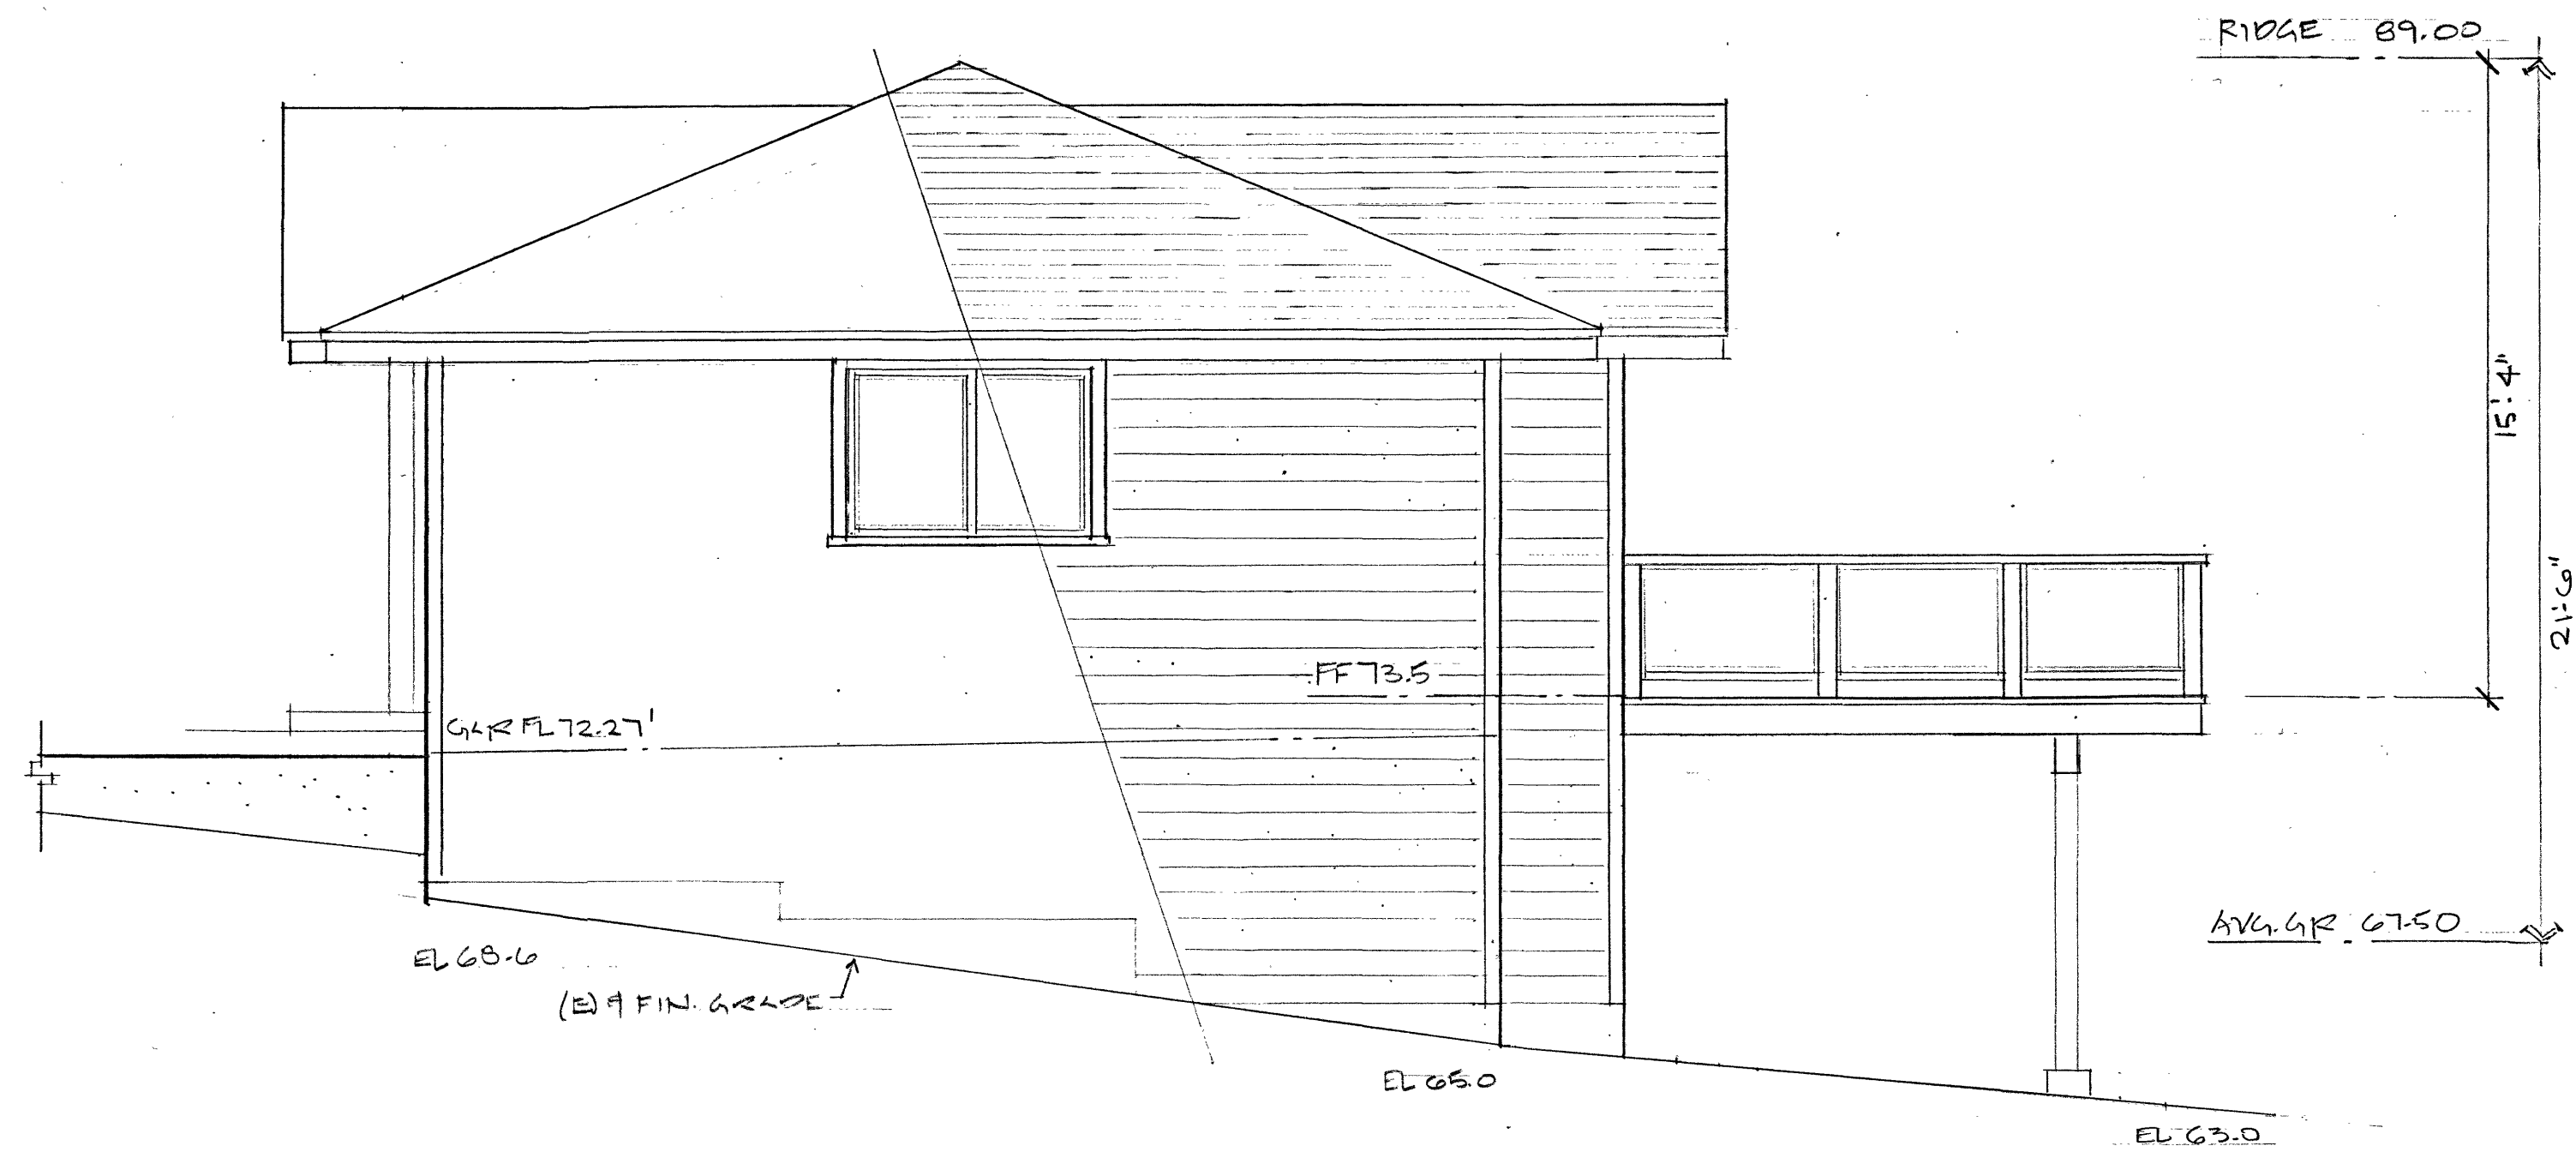 RIDGE 89.00
15'-4"
21'-6"
FF 73.5
GAR FL 72.27'
AVG. GR. 67.50
EL 68.6
(E) & FIN. GRADE
EL 65.0
EL 63.0